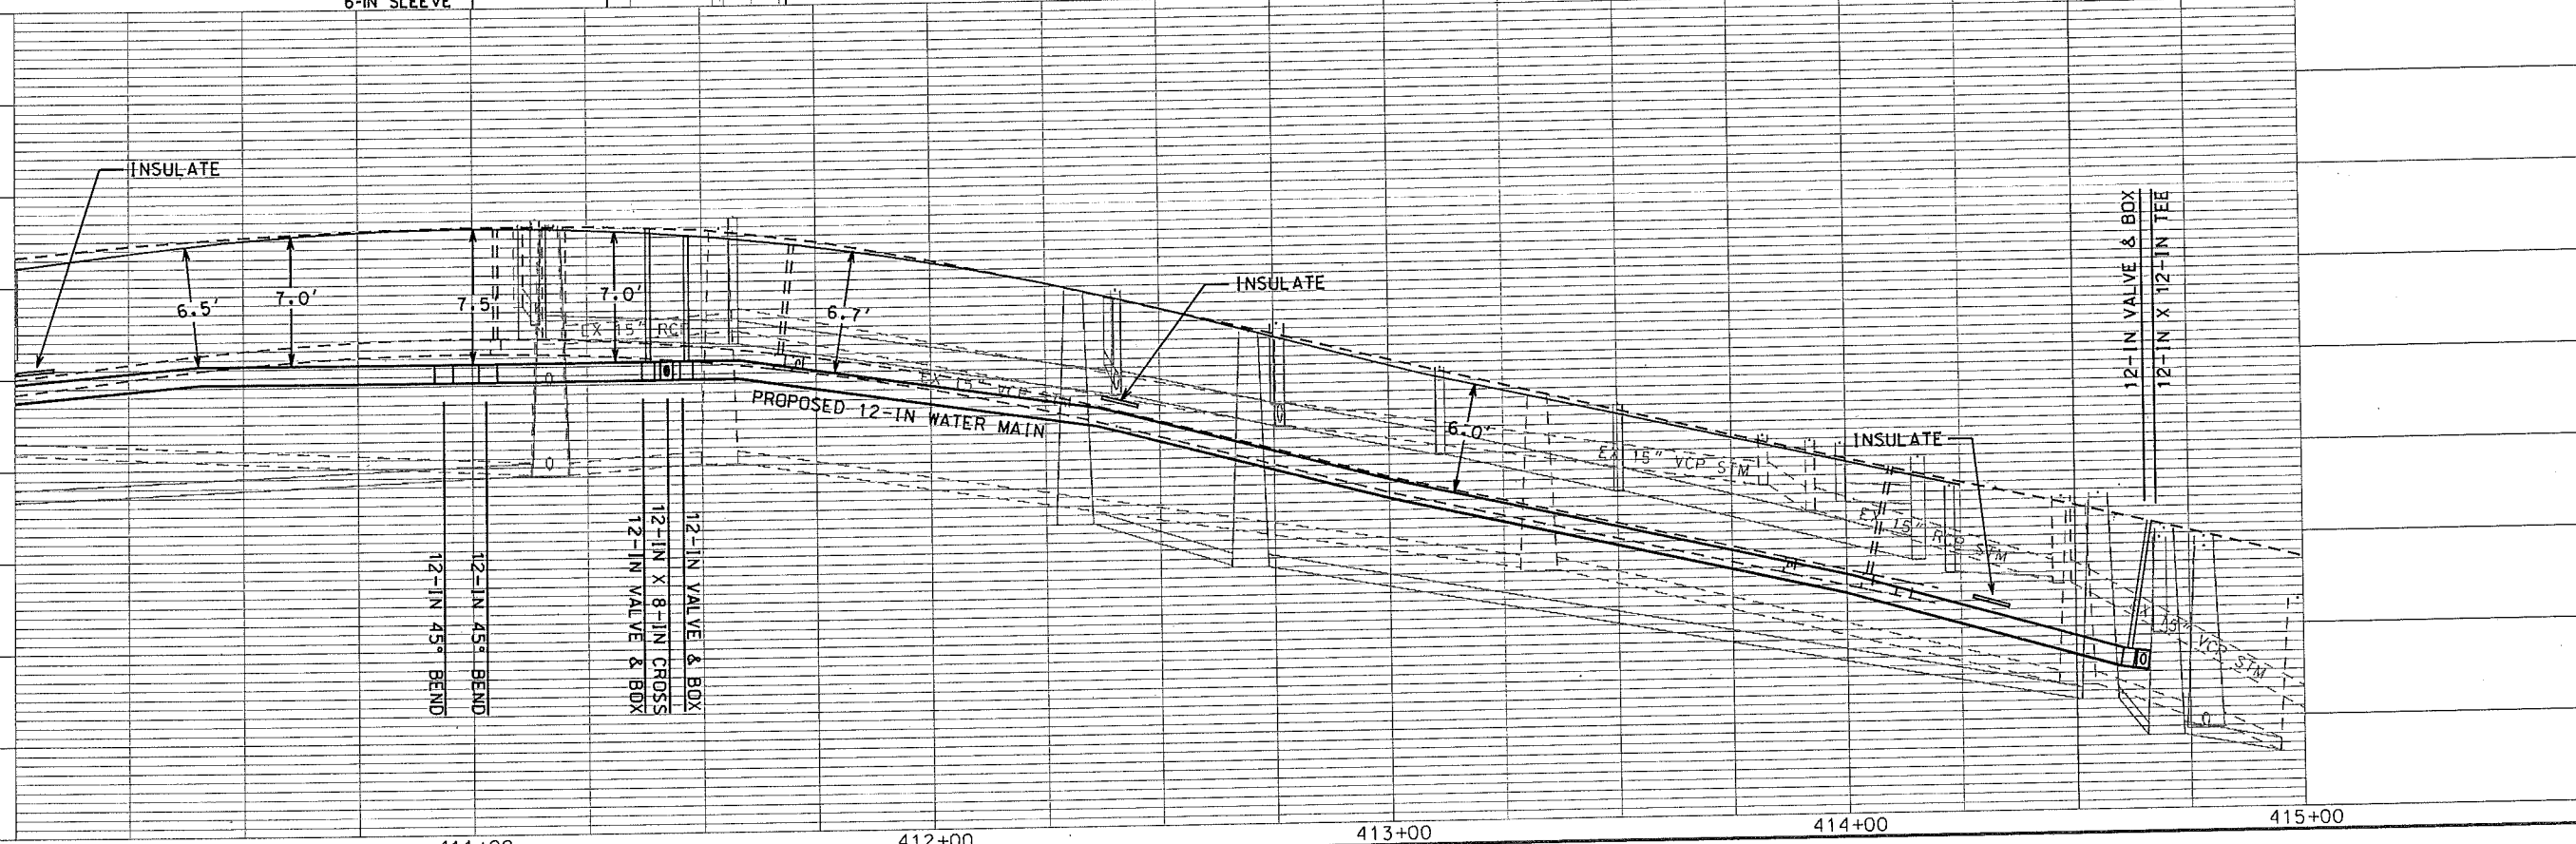 6-IN SLEEVE
INSULATE
6.5'
7.0'
7.5'
7.0'
6.7'
EX 15" RCP
EX 15" VCP
PROPOSED 12-IN WATER MAIN
INSULATE
6.0'
EX 15" VCP STM
INSULATE
EX 15" RCP STM
15" VCP STM
12-IN VALVE & BOX
12-IN X 12-IN TEE
12-IN 45° BEND
12-IN 45° BEND
12-IN VALVE & BOX
12-IN X 8-IN CROSS
12-IN VALVE & BOX
411+00
412+00
413+00
414+00
415+00